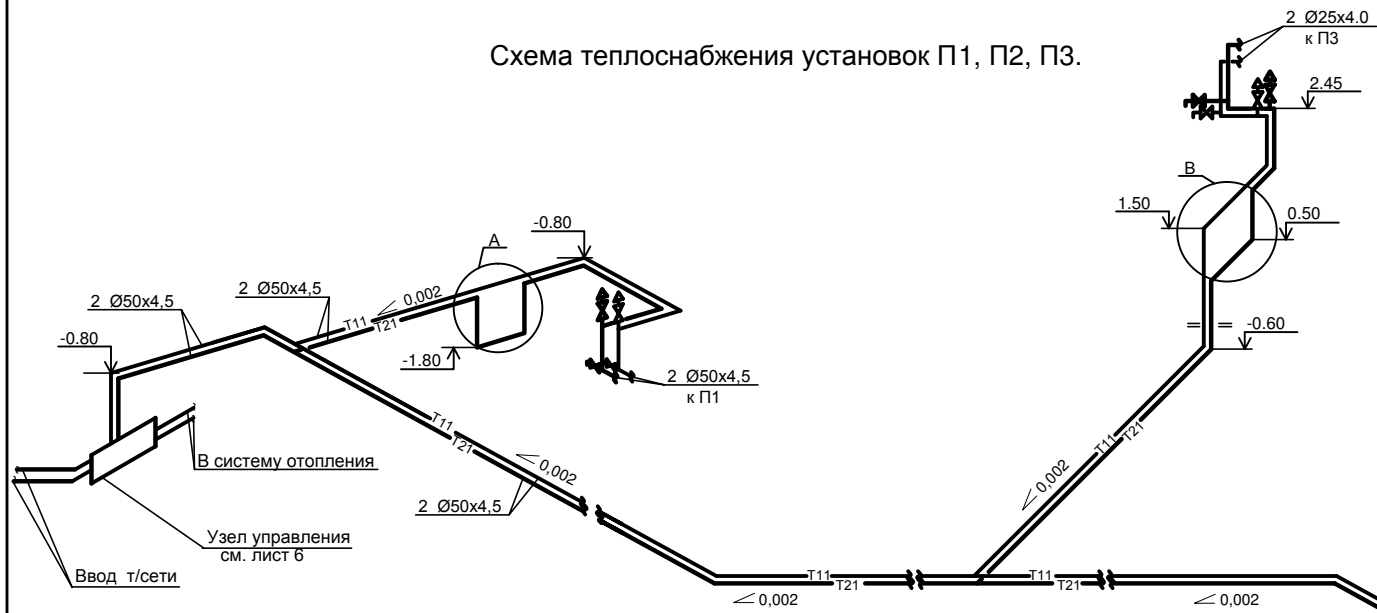 2 Ø25x4.0
к П3
Схема теплоснабжения установок П1, П2, П3.
2.45
В
1.50
0.50
-0.80
А
2 Ø50x4,5
2 Ø50x4,5
0,002
Т11
Т21
-0.80
-1.80
-0.60
2 Ø50x4,5
к П1
Т11
Т21
Т11
Т21
В систему отопления
0,002
0,002
2 Ø50x4,5
Узел управления
см. лист 6
Ввод т/сети
Т11
Т21
Т11
Т21
0,002
0,002